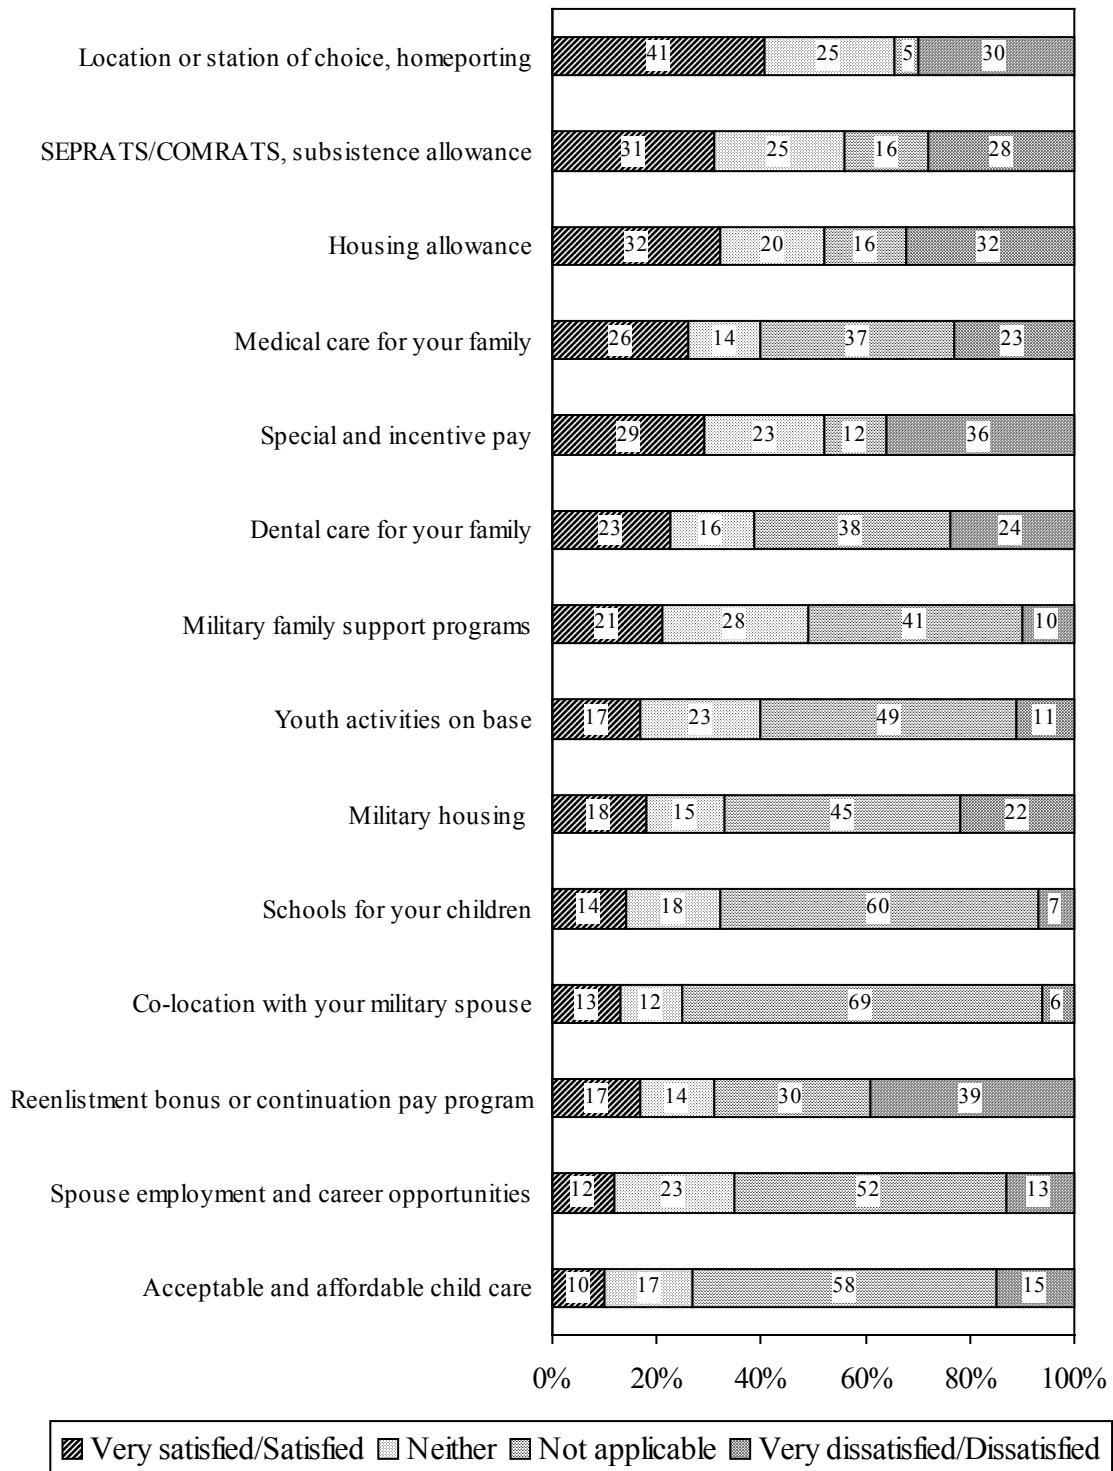 Location or station of choice, homeporting 41 25 5 30
SEPRATS/COMRATS, subsistence allowance 31 25 16 28
Housing allowance 32 20 16 32
Medical care for your family 26 14 37 23
Special and incentive pay 29 23 12 36
Dental care for your family 23 16 38 24
Military family support programs 21 28 41 10
Youth activities on base 17 23 49 11
Military housing 18 15 45 22
Schools for your children 14 18 60 7
Co-location with your military spouse 13 12 69 6
Reenlistment bonus or continuation pay program 17 14 30 39
Spouse employment and career opportunities 12 23 52 13
Acceptable and affordable child care 10 17 58 15
0% 20% 40% 60% 80% 100%
Very satisfied/Satisfied Neither Not applicable Very dissatisfied/Dissatisfied